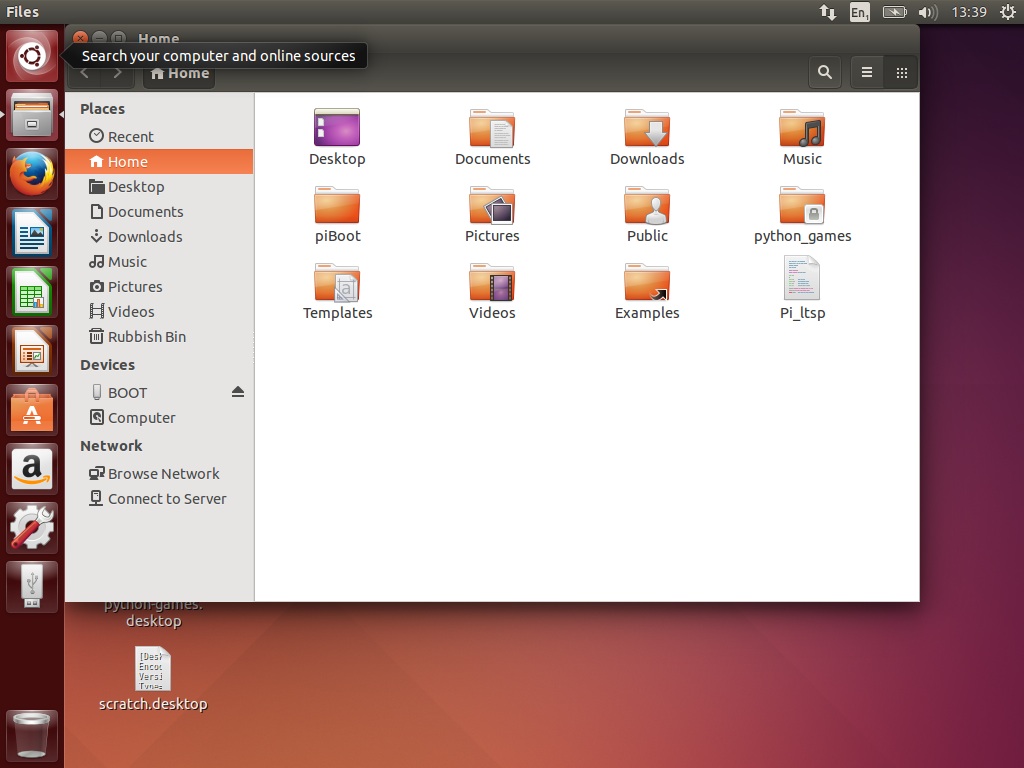 Files
En1
13:39
Home
Search your computer and online sources
Home
Places
Recent
Home
Desktop
Documents
Downloads
Music
Pictures
Videos
Rubbish Bin
Devices
BOOT
Computer
Network
Browse Network
Connect to Server
Desktop
Documents
Downloads
Music
piBoot
Pictures
Public
python_games
Templates
Videos
Examples
Pi_ltsp
python-games.
desktop
[Desk
Enco
Versi
Type=
scratch.desktop